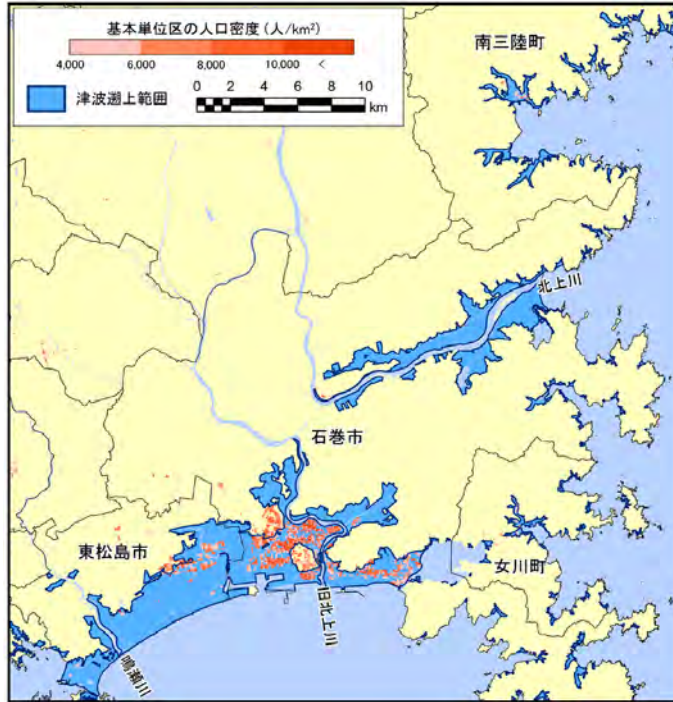 基本単位区の人口密度 (人/km²)
4,000 6,000 8,000 10,000 <
津波遡上範囲
0 2 4 6 8 10
km
南三陸町
北上川
石巻市
東松島市
女川町
旧北上川
鳴瀬川